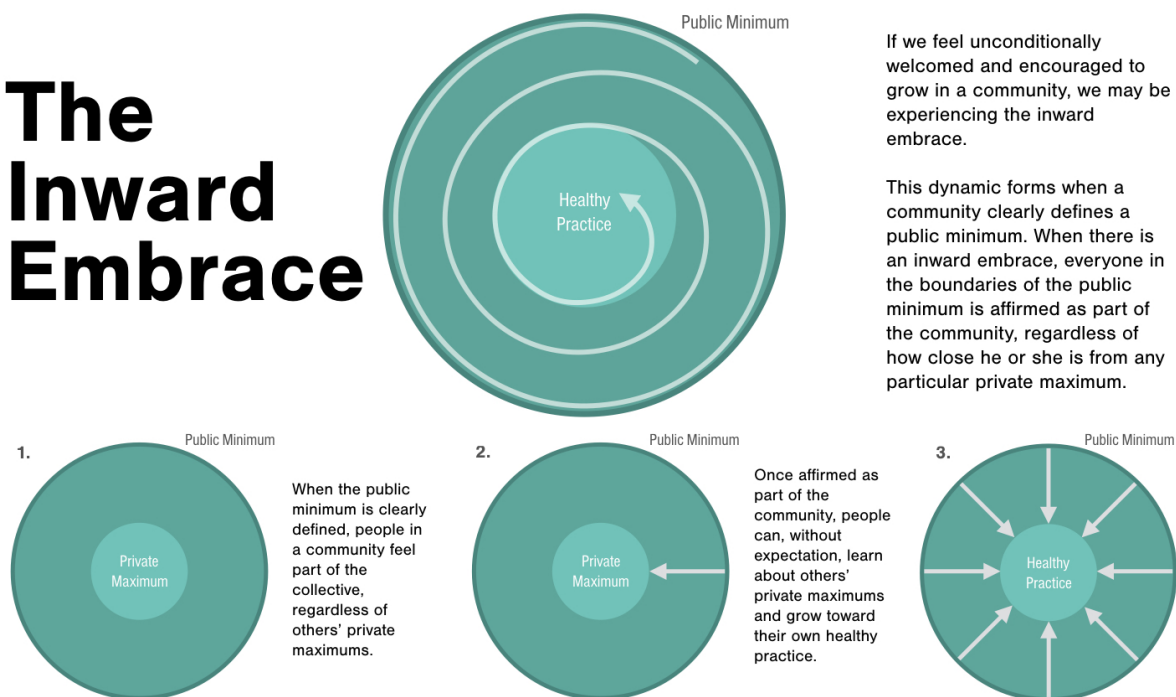 The
Inward
Embrace
Public Minimum
Healthy
Practice
If we feel unconditionally
welcomed and encouraged to
grow in a community, we may be
experiencing the inward
embrace.
This dynamic forms when a
community clearly defines a
public minimum. When there is
an inward embrace, everyone in
the boundaries of the public
minimum is affirmed as part of
the community, regardless of
how close he or she is from any
particular private maximum.
1.
Public Minimum
Private
Maximum
When the public
minimum is clearly
defined, people in
a community feel
part of the
collective,
regardless of
others’ private
maximums.
2.
Public Minimum
Private
Maximum
Once affirmed as
part of the
community, people
can, without
expectation, learn
about others’
private maximums
and grow toward
their own healthy
practice.
3.
Public Minimum
Healthy
Practice